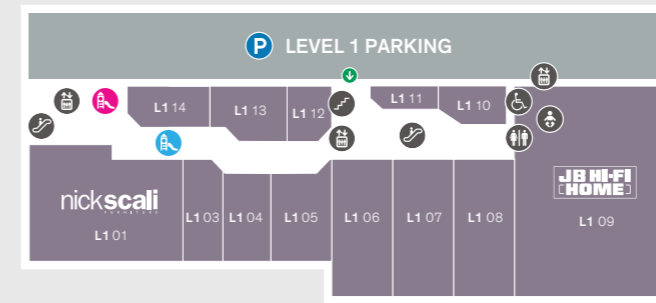 P LEVEL 1 PARKING
L1 14
L1 13
L1 12
L1 11
L1 10
nickscali
FURNITURE
L1 01
L1 03
L1 04
L1 05
L1 06
L1 07
L1 08
JB HI-FI
HOME
L1 09